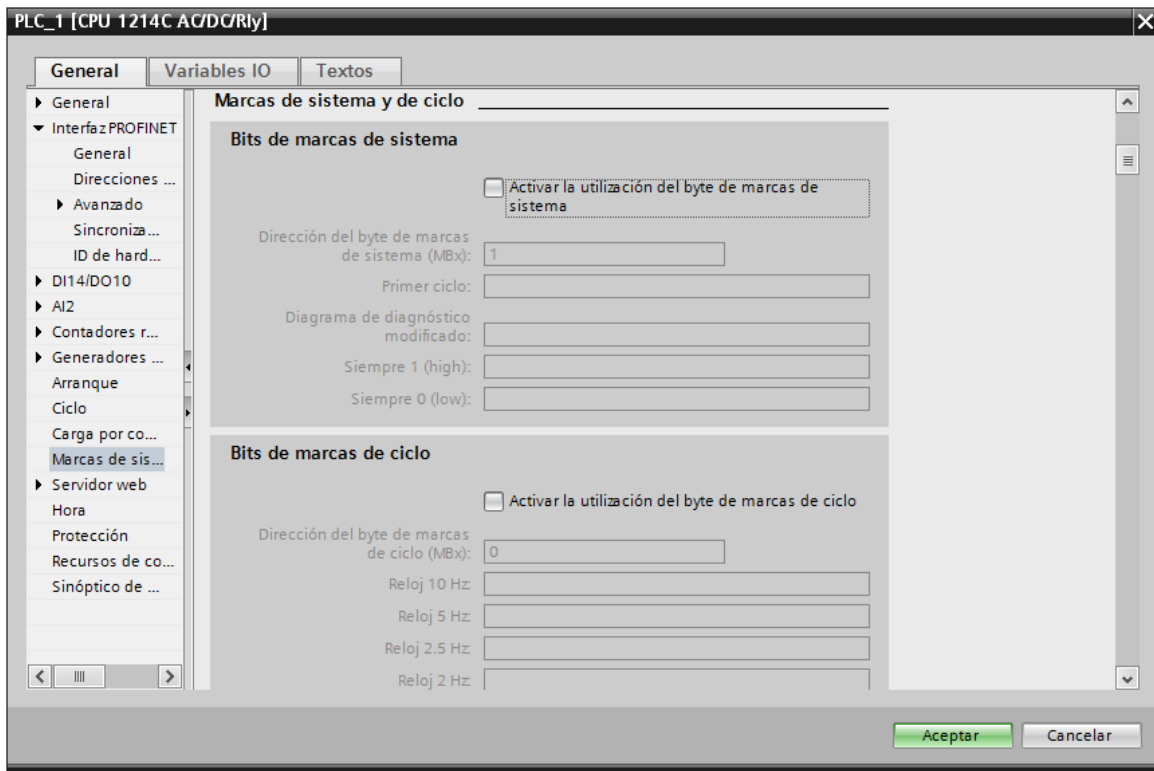 PLC_1 [CPU 1214C AC/DC/Rly]
General
Variables IO
Textos
General
Interfaz PROFINET
General
Direcciones ...
Avanzado
Sincroniza...
ID de hard...
DI14/DO10
AI2
Contadores r...
Generadores ...
Arranque
Ciclo
Carga por co...
Marcas de sis...
Servidor web
Hora
Protección
Recursos de co...
Sinóptico de ...
Marcas de sistema y de ciclo
Bits de marcas de sistema
Activar la utilización del byte de marcas de
sistema
Dirección del byte de marcas
de sistema (MBx):
1
Primer ciclo:
Diagrama de diagnóstico
modificado:
Siempre 1 (high):
Siempre 0 (low):
Bits de marcas de ciclo
Activar la utilización del byte de marcas de ciclo
Dirección del byte de marcas
de ciclo (MBx):
0
Reloj 10 Hz:
Reloj 5 Hz:
Reloj 2.5 Hz:
Reloj 2 Hz:
Aceptar
Cancelar